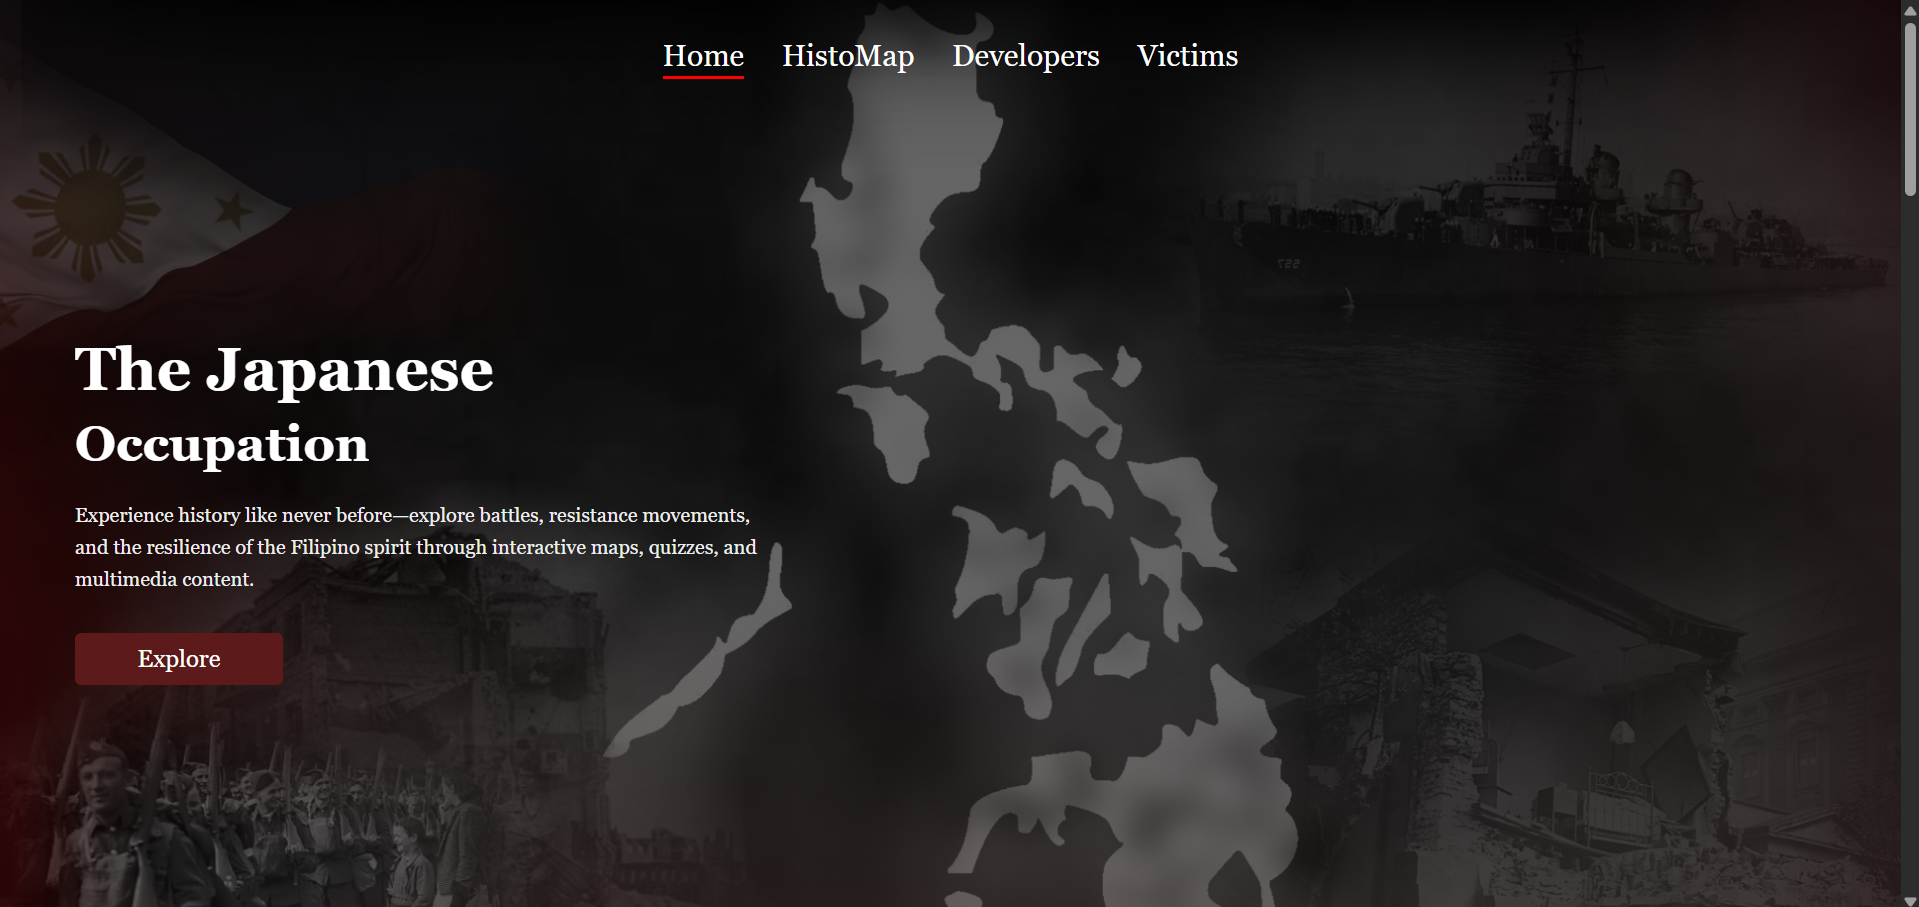 Home HistoMap Developers Victims
The Japanese
Occupation
Experience history like never before—explore battles, resistance movements,
and the resilience of the Filipino spirit through interactive maps, quizzes, and
multimedia content.
Explore